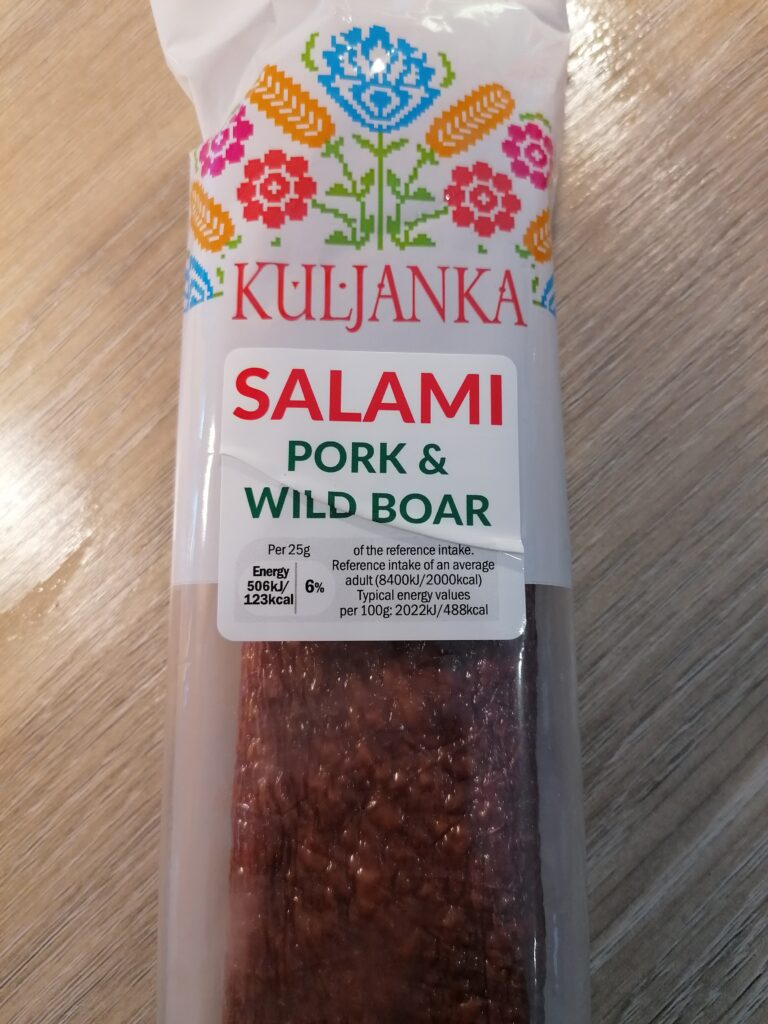 KULJANKA
SALAMI
PORK &
WILD BOAR
Per 25g
Energy
506kJ/
123kcal
6%
of the reference intake.
Reference intake of an average
adult (8400kJ/2000kcal)
Typical energy values
per 100g: 2022kJ/488kcal